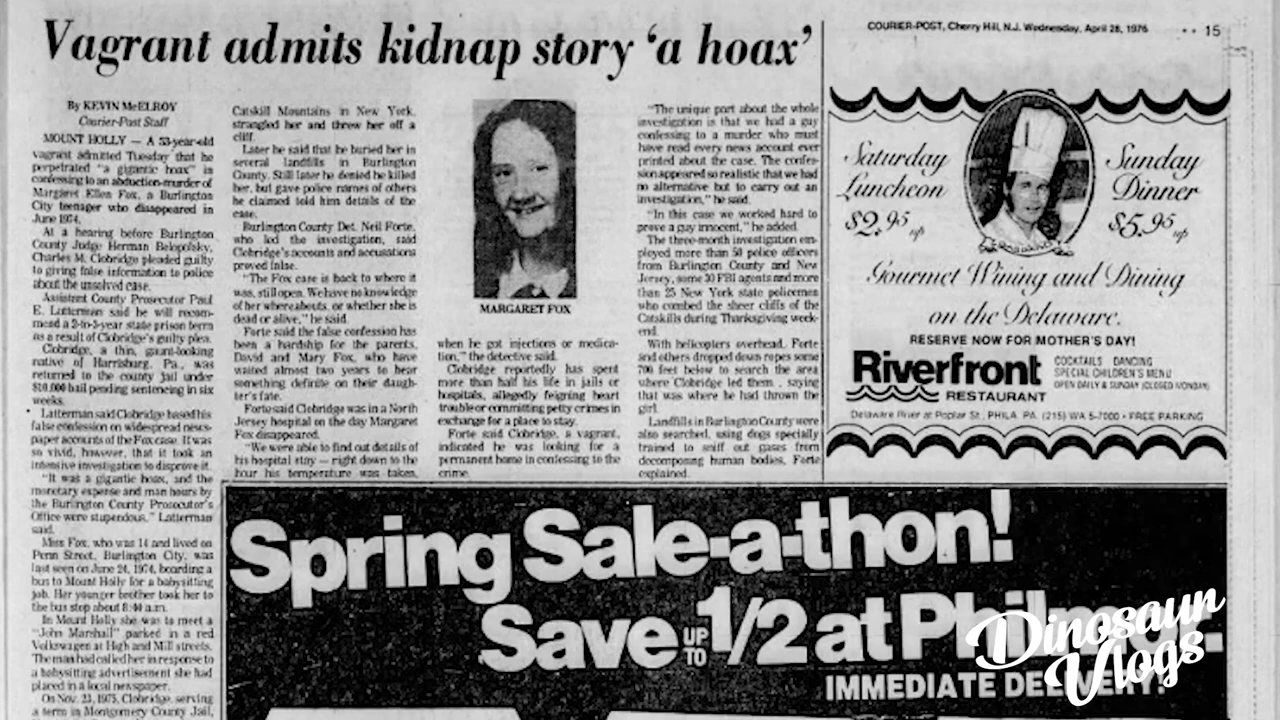 Vagrant admits kidnap story ‘a hoax’
COURIER-POST, Cherry Hill, N.J. Wednesday, April 28, 1976 ** 15
By KEVIN McELROY
Courier-Post Staff
MOUNT HOLLY — A 53-year-old
vagrant admitted Tuesday that he
perpetrated "a gigantic hoax" in
confessing to an abduction-murder of
Margaret Ellen Fox, a Burlington
City teenager who disappeared in
June 1974.
At a hearing before Burlington
County Judge Herman Belopolsky,
Charles M. Clobridge pleaded guilty
to giving false information to police
about the unsolved case.
Assistant County Prosecutor Paul
E. Latterman said he will recom-
mend a 2-to-3-year state prison term
as a result of Clobridge's guilty plea.
Clobridge, a thin, gaunt-looking
native of Harrisburg, Pa., was
returned to the county jail under
$10,000 bail pending sentencing in six
weeks.
Latterman said Clobridge based his
false confession on widespread news-
paper accounts of the Fox case. It was
so vivid, however, that it took an
intensive investigation to disprove it.
"It was a gigantic hoax, and the
monetary expense and man hours by
the Burlington County Prosecutor's
Office were stupendous," Latterman
said.
Miss Fox, who was 14 and lived on
Penn Street, Burlington City, was
last seen on June 24, 1974, boarding a
bus to Mount Holly for a babysitting
job. Her younger brother took her to
the bus stop about 8:40 a.m.
In Mount Holly she was to meet a
"John Marshall" parked in a red
Volkswagen at High and Mill streets.
The man had called her in response to
a babysitting advertisement she had
placed in a local newspaper.
On Nov. 23, 1975, Clobridge, serving
a term in Montgomery County Jail,
Catskill Mountains in New York,
strangled her and threw her off a
cliff.
Later he said that he buried her in
several landfills in Burlington
County. Still later he denied he killed
her, but gave police names of others
he claimed told him details of the
case.
Burlington County Det. Neil Forte,
who led the investigation, said
Clobridge's accounts and accusations
proved false.
"The Fox case is back to where it
was, still open. We have no knowledge
of her whereabouts, or whether she is
dead or alive," he said.
Forte said the false confession has
been a hardship for the parents,
David and Mary Fox, who have
waited almost two years to hear
something definite on their daugh-
ter's fate.
Forte said Clobridge was in a North
Jersey hospital on the day Margaret
Fox disappeared.
"We were able to find out details of
his hospital stay — right down to the
hour his temperature was taken,
MARGARET FOX
when he got injections or medica-
tion," the detective said.
Clobridge reportedly has spent
more than half his life in jails or
hospitals, allegedly feigning heart
trouble or committing petty crimes in
exchange for a place to stay.
Forte said Clobridge, a vagrant,
indicated he was looking for a
permanent home in confessing to the
crime.
"The unique part about the whole
investigation is that we had a guy
confessing to a murder who must
have read every news account ever
printed about the case. The confes-
sion appeared so realistic that we had
no alternative but to carry out an
investigation," he said.
"In this case we worked hard to
prove a guy innocent," he added.
The three-month investigation em-
ployed more than 50 police officers
from Burlington County and New
Jersey, some 30 FBI agents and more
than 25 New York state policemen
who combed the sheer cliffs of the
Catskills during Thanksgiving week-
end.
With helicopters overhead, Forte
and others dropped down ropes some
700 feet below to search the area
where Clobridge led them, saying
that was where he had thrown the
girl.
Landfills in Burlington County were
also searched, using dogs specially
trained to sniff out gases from
decomposing human bodies, Forte
explained.
Saturday
Luncheon
$2.95 up
Sunday
Dinner
$5.95 up
Gourmet Wining and Dining
on the Delaware.
RESERVE NOW FOR MOTHER'S DAY!
Riverfront
RESTAURANT
COCKTAILS DANCING
SPECIAL CHILDREN'S MENU
OPEN DAILY & SUNDAY (CLOSED MONDAY)
Delaware River at Poplar St., PHILA. PA. (215) WA 5-7000 • FREE PARKING
Spring Sale-a-thon!
Save UP TO 1/2 at
IMMEDIATE DELIVERY!
Dinosaur
Vlogs